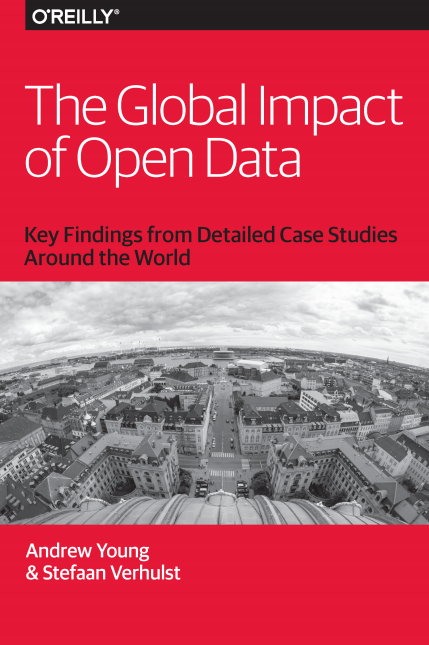 O'REILLY®
The Global Impact
of Open Data
Key Findings from Detailed Case Studies
Around the World
Andrew Young
& Stefaan Verhulst